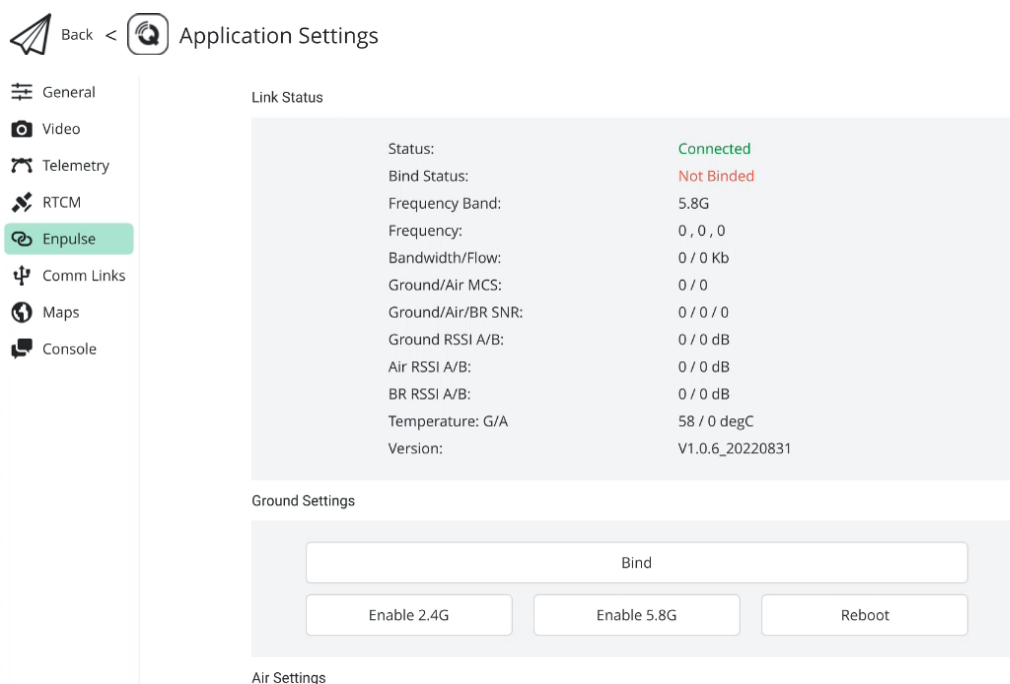 Back < Application Settings
General
Video
Telemetry
RTCM
Enpulse
Comm Links
Maps
Console
Link Status
Status: Connected
Bind Status: Not Binded
Frequency Band: 5.8G
Frequency: 0 , 0 , 0
Bandwidth/Flow: 0 / 0 Kb
Ground/Air MCS: 0 / 0
Ground/Air/BR SNR: 0 / 0 / 0
Ground RSSI A/B: 0 / 0 dB
Air RSSI A/B: 0 / 0 dB
BR RSSI A/B: 0 / 0 dB
Temperature: G/A 58 / 0 degC
Version: V1.0.6_20220831
Ground Settings
Bind
Enable 2.4G Enable 5.8G Reboot
Air Settings